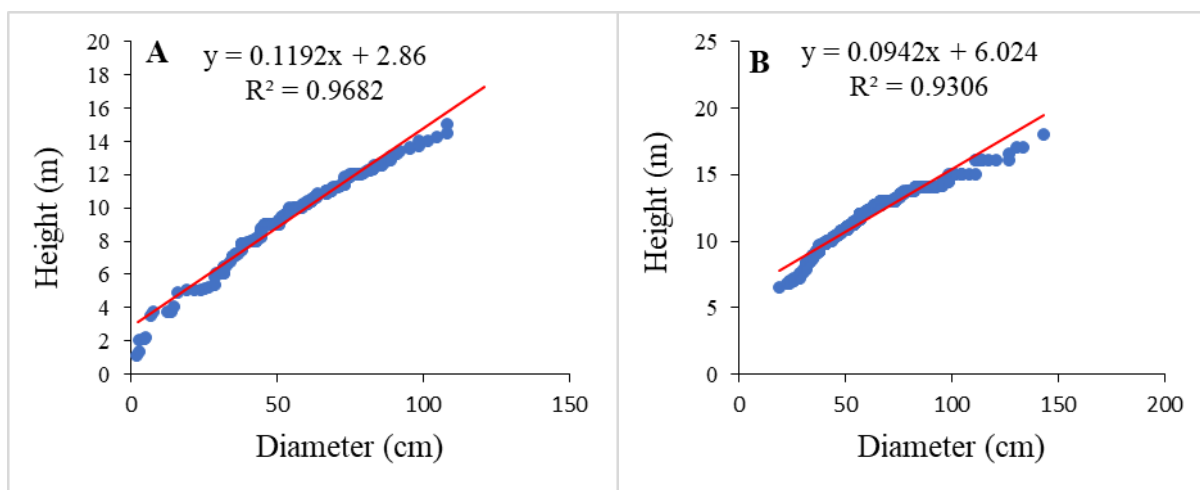 A
y = 0.1192x + 2.86
R² = 0.9682
20
18
16
14
12
10
8
6
4
2
0
0 50 100 150
Height (m)
Diameter (cm)
B
y = 0.0942x + 6.024
R² = 0.9306
25
20
15
10
5
0
0 50 100 150 200
Height (m)
Diameter (cm)